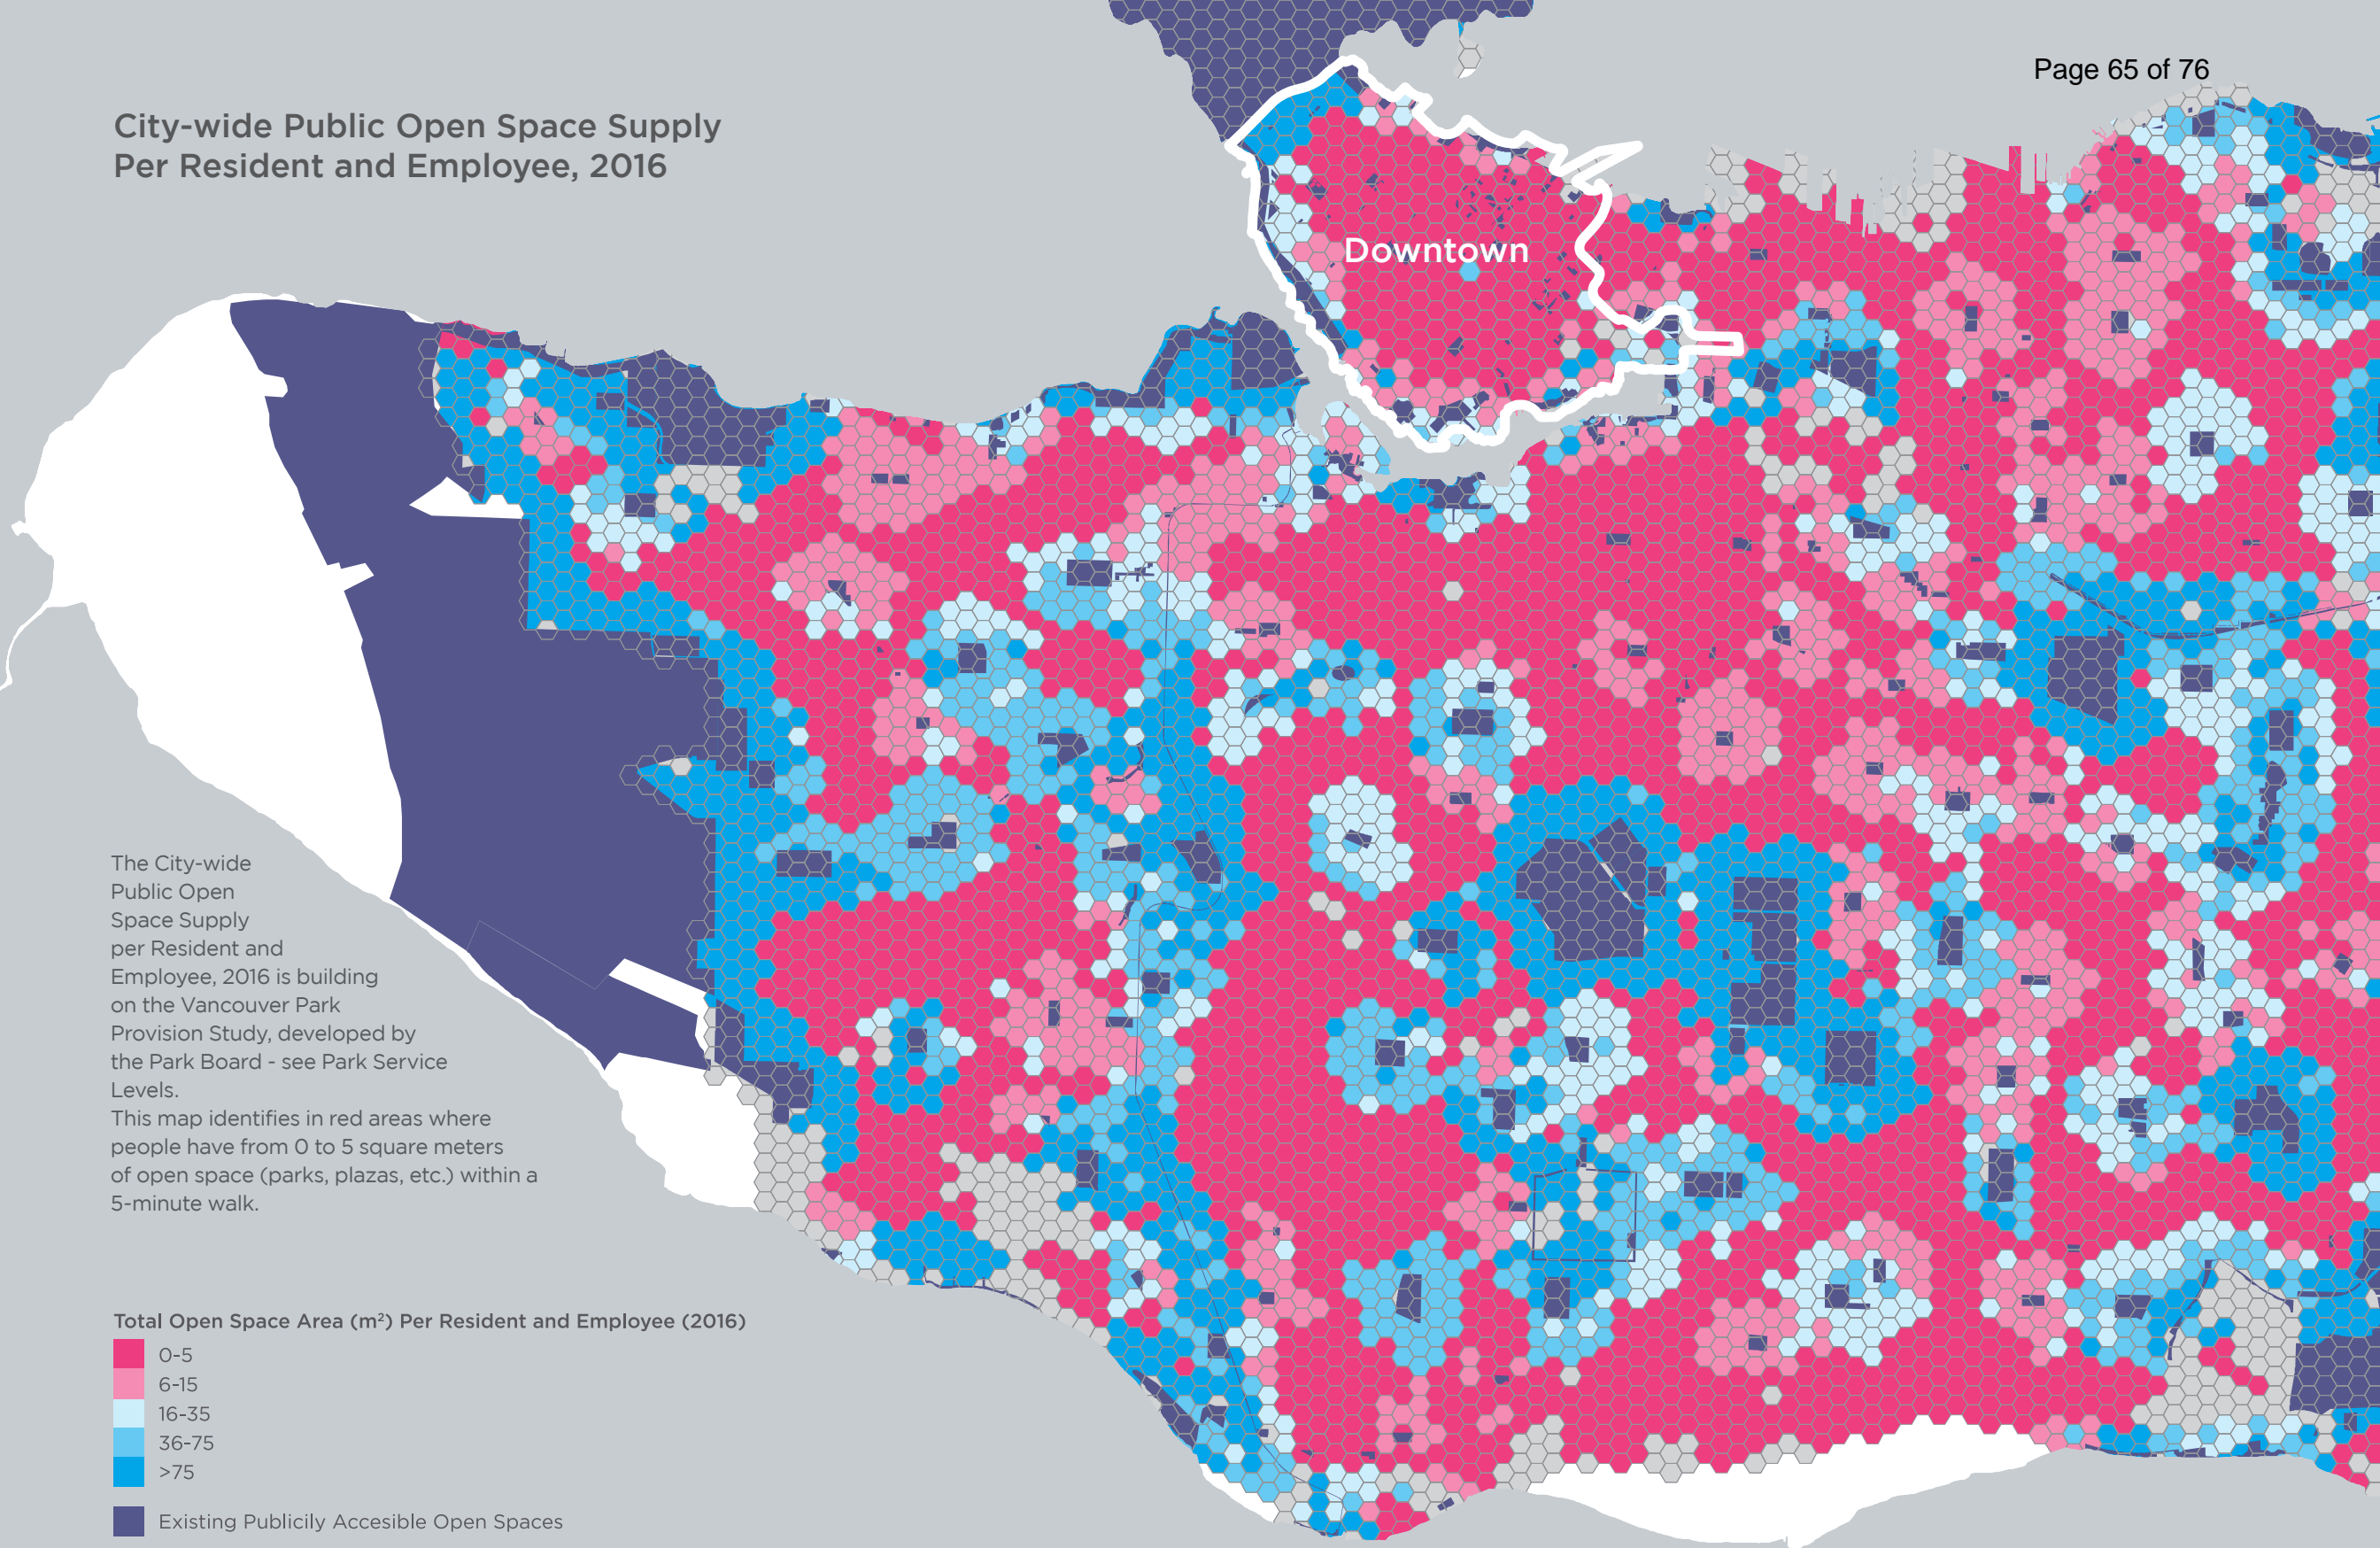 Page 65 of 76
City-wide Public Open Space Supply
Per Resident and Employee, 2016
Downtown
The City-wide
Public Open
Space Supply
per Resident and
Employee, 2016 is building
on the Vancouver Park
Provision Study, developed by
the Park Board - see Park Service
Levels.
This map identifies in red areas where
people have from 0 to 5 square meters
of open space (parks, plazas, etc.) within a
5-minute walk.
Total Open Space Area (m²) Per Resident and Employee (2016)
0-5
6-15
16-35
36-75
>75
Existing Publicily Accesible Open Spaces